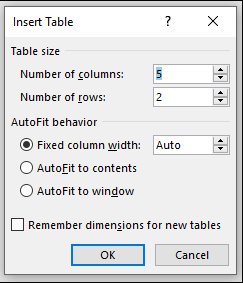 Insert Table ? ×
Table size
Number of columns: 5
Number of rows: 2
AutoFit behavior
Fixed column width: Auto
AutoFit to contents
AutoFit to window
Remember dimensions for new tables
OK Cancel